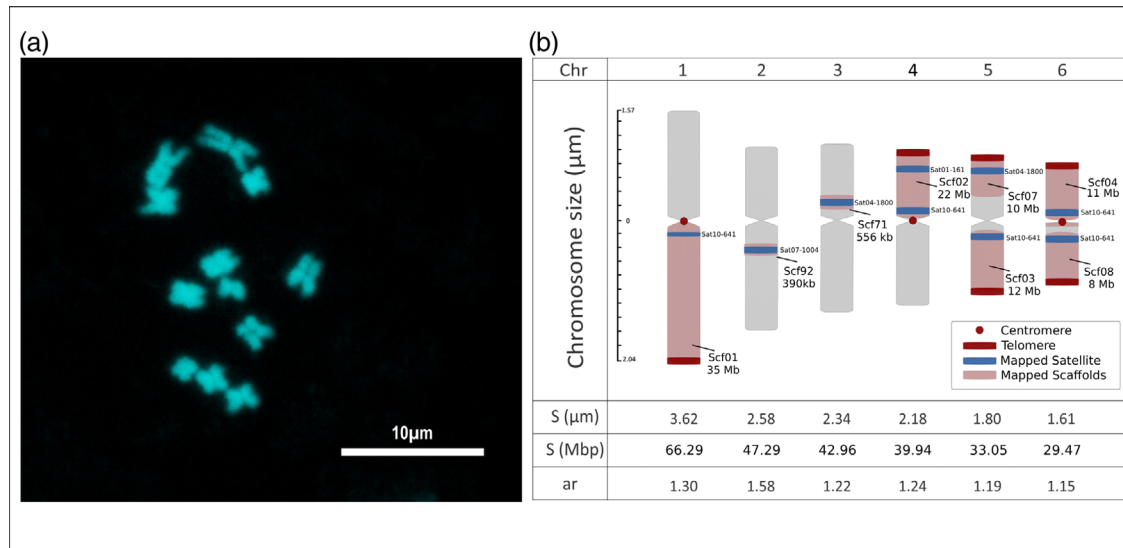 (a)
10μm
(b)
Chr 1 2 3 4 5 6
Chromosome size (μm)
1.57
0
2.04
Sat10-641
Scf01
35 Mb
Sat07-1004
Scf92
390kb
Sat04-1800
Scf71
556 kb
Sat01-161
Scf02
22 Mb
Sat10-641
Sat04-1800
Scf07
10 Mb
Sat10-641
Scf03
12 Mb
Scf04
11 Mb
Sat10-641
Sat10-641
Scf08
8 Mb
Centromere
Telomere
Mapped Satellite
Mapped Scaffolds
S (μm) 3.62 2.58 2.34 2.18 1.80 1.61
S (Mbp) 66.29 47.29 42.96 39.94 33.05 29.47
ar 1.30 1.58 1.22 1.24 1.19 1.15